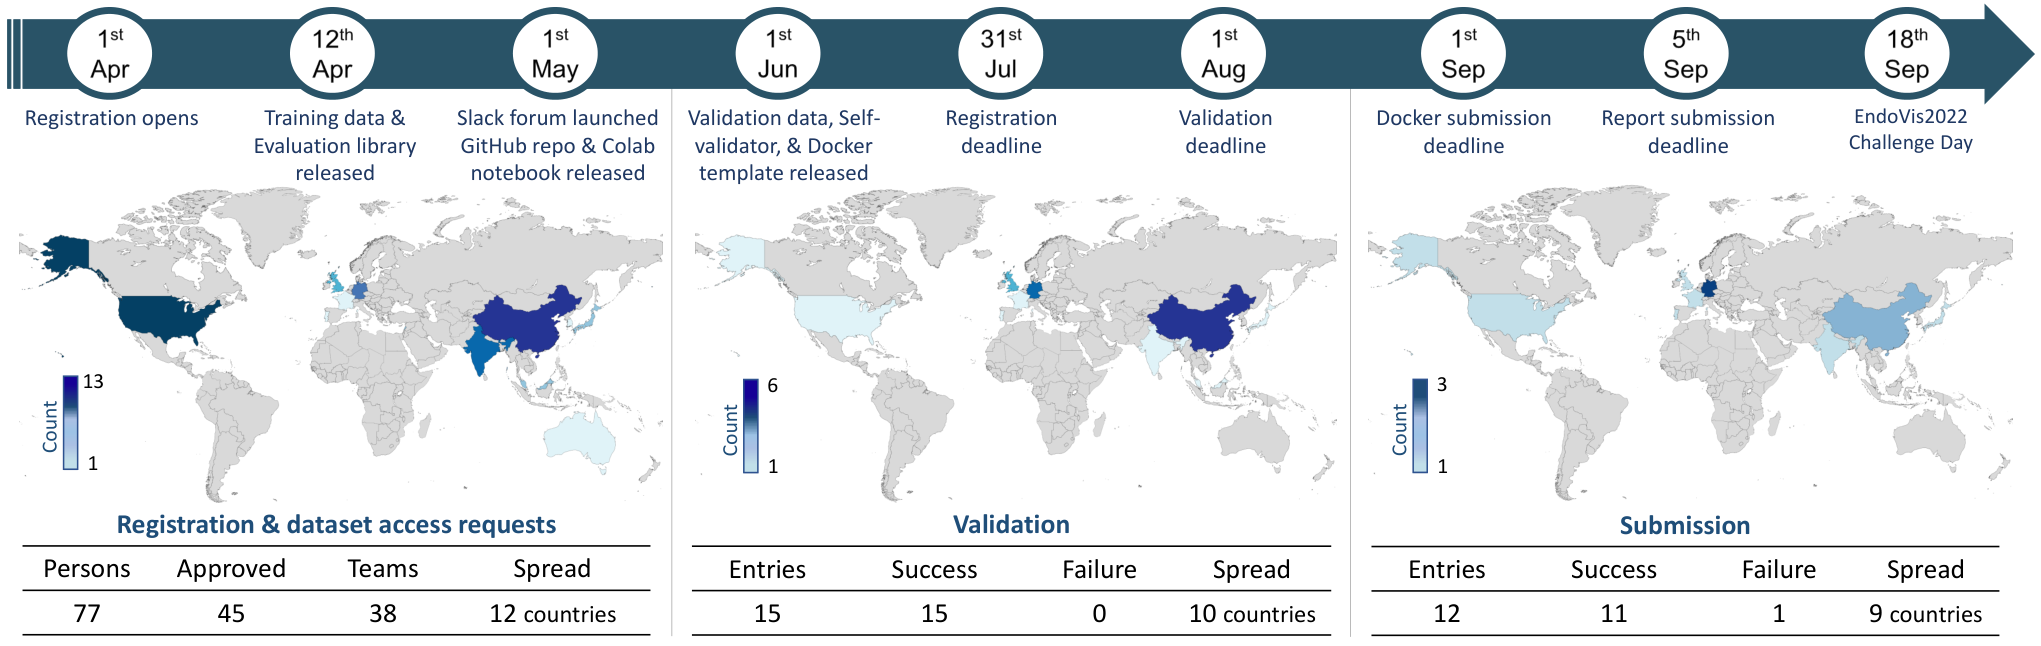 1st Apr
12th Apr
1st May
1st Jun
31st Jul
1st Aug
1st Sep
5th Sep
18th Sep
Registration opens
Training data &
Evaluation library
released
Slack forum launched
GitHub repo & Colab
notebook released
Validation data, Self-
validator, & Docker
template released
Registration
deadline
Validation
deadline
Docker submission
deadline
Report submission
deadline
EndoVis2022
Challenge Day
Count
13
1
Count
6
1
Count
3
1
Registration & dataset access requests
Persons Approved Teams Spread
77 45 38 12 countries
Validation
Entries Success Failure Spread
15 15 0 10 countries
Submission
Entries Success Failure Spread
12 11 1 9 countries